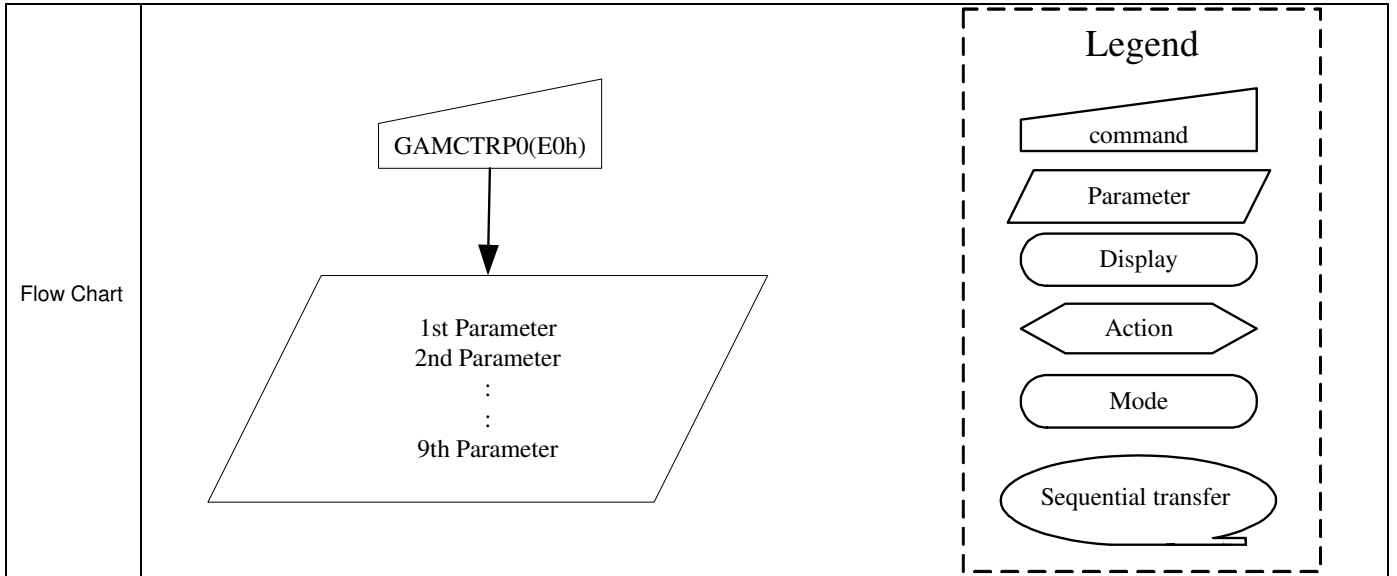 Flow Chart
GAMCTRP0(E0h)
1st Parameter
2nd Parameter
:
:
9th Parameter
Legend
command
Parameter
Display
Action
Mode
Sequential transfer